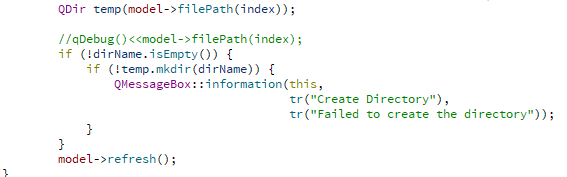 QDir temp(model->filePath(index));
//qDebug()<<model->filePath(index);
if (!dirName.isEmpty()) {
if (!temp.mkdir(dirName)) {
QMessageBox::information(this,
tr("Create Directory"),
tr("Failed to create the directory"));
}
}
model->refresh();
}